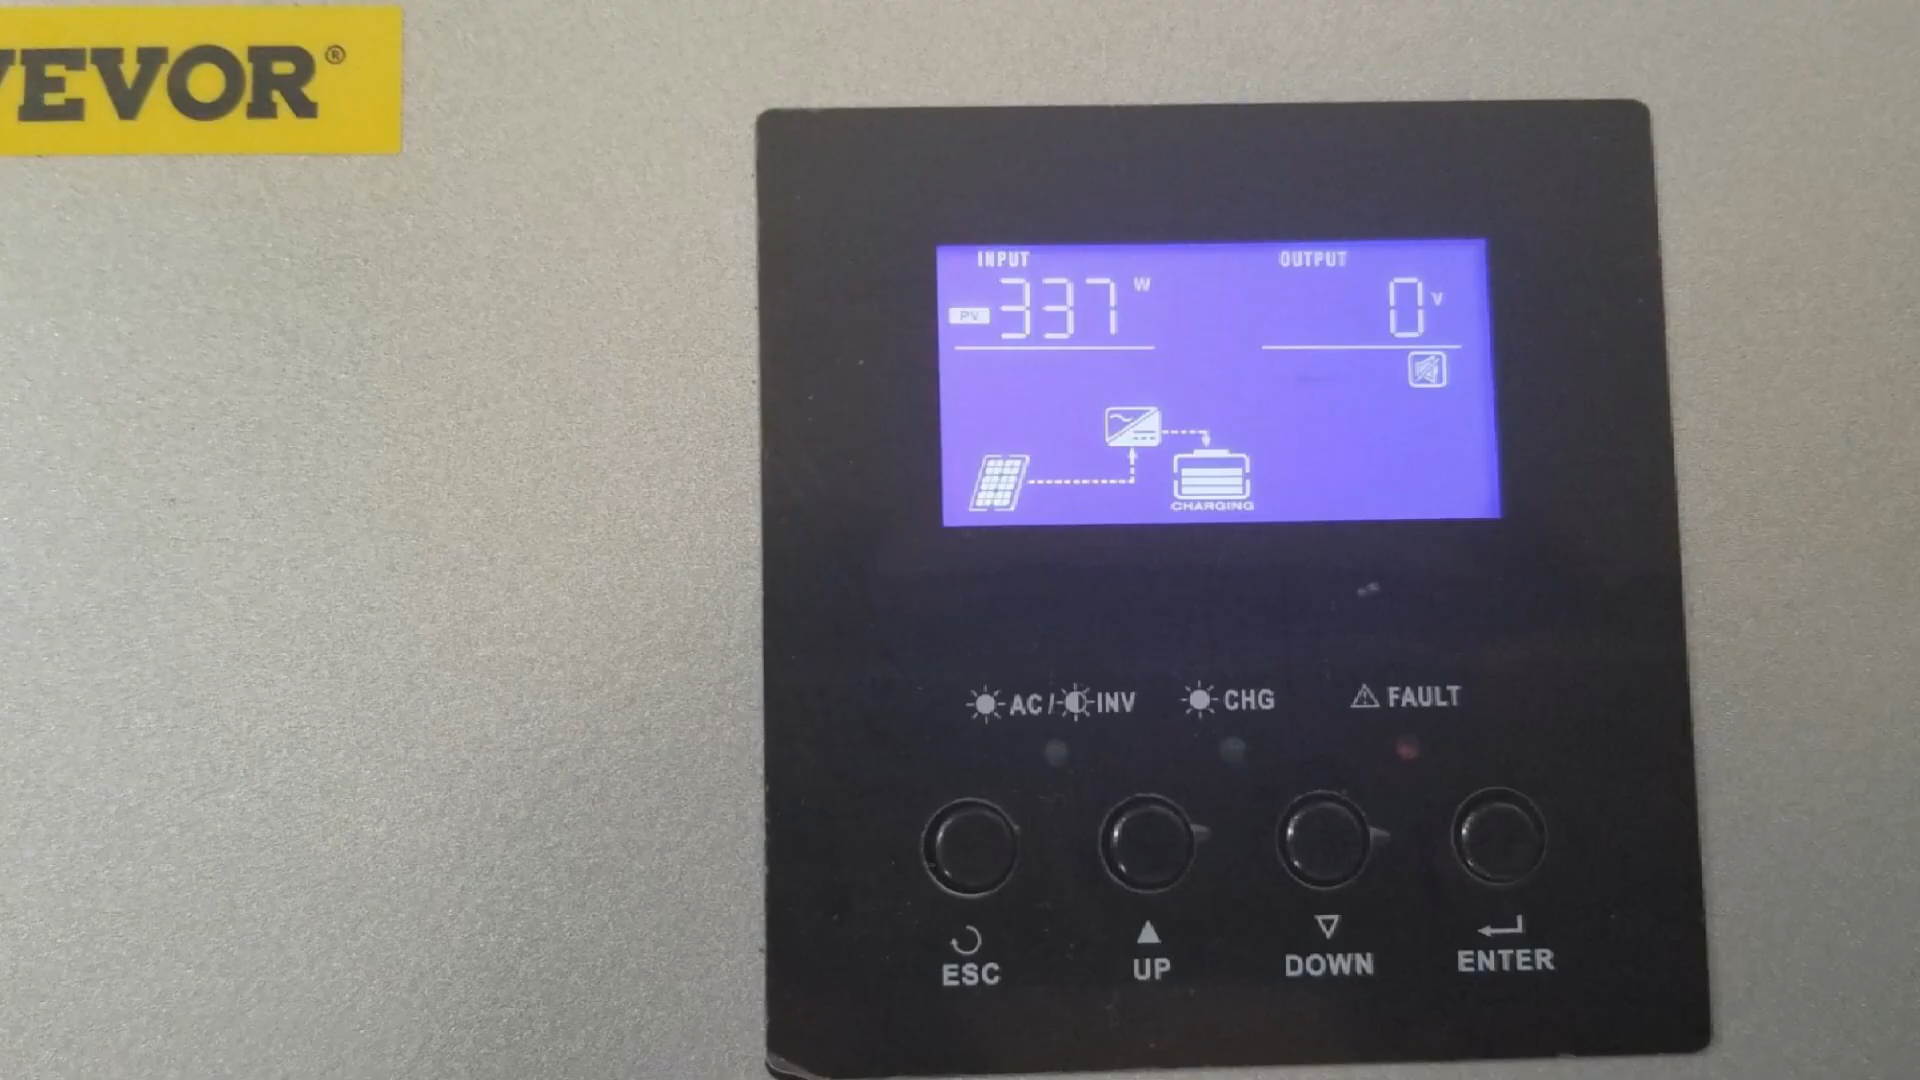 VEVOR®
INPUT OUTPUT
PV 337 W 0 V
CHARGING
AC/ INV CHG FAULT
ESC UP DOWN ENTER